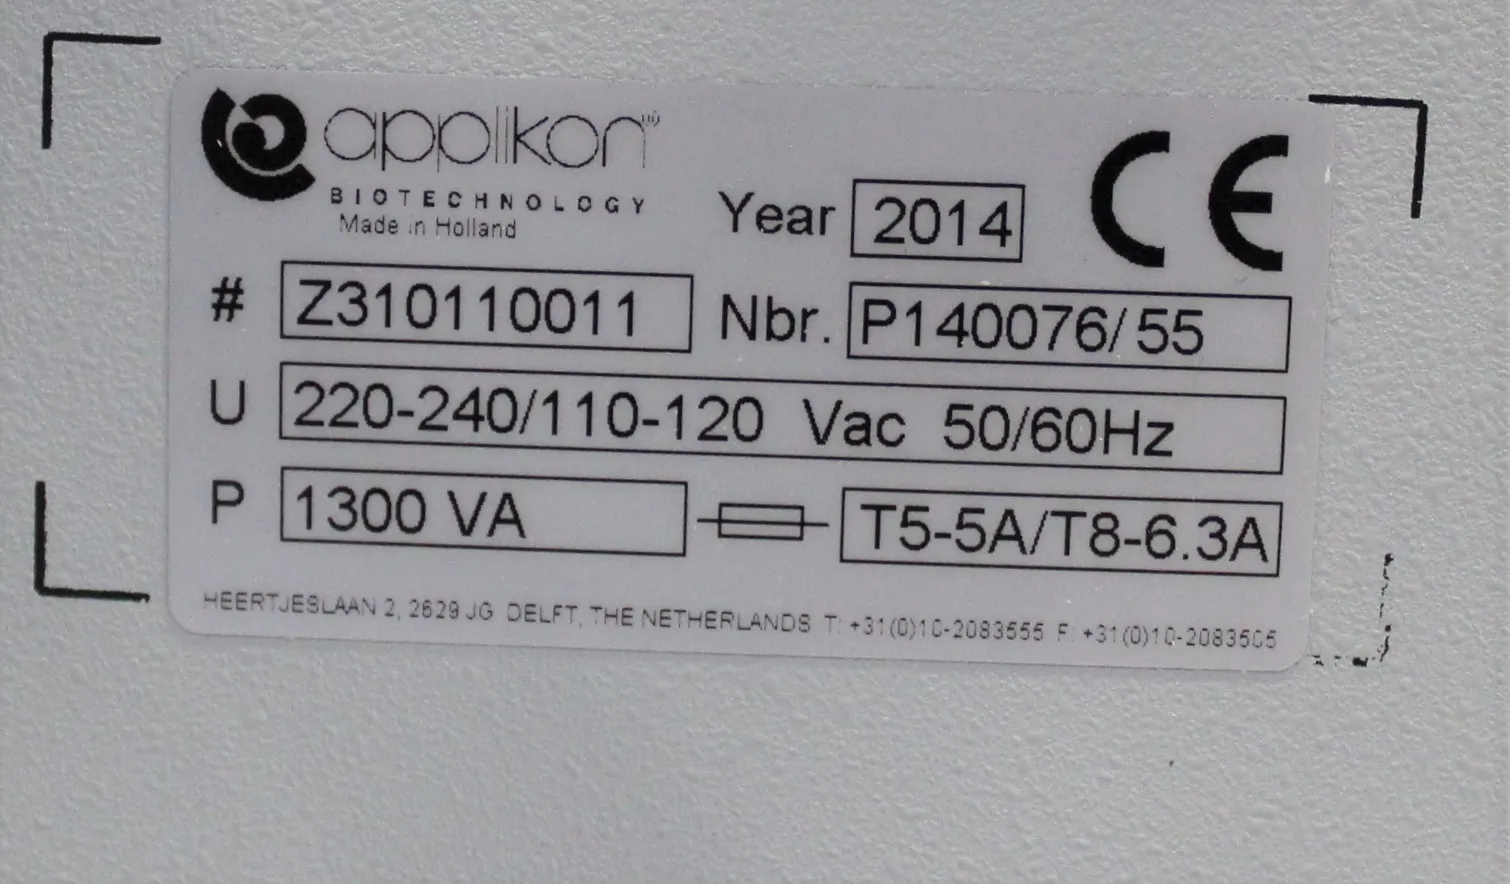 applikon
BIOTECHNOLOGY
Made in Holland
Year 2014
CE
# Z310110011 Nbr. P140076/55
U 220-240/110-120 Vac 50/60Hz
P 1300 VA T5-5A/T8-6.3A
HEERTJESLAAN 2, 2629 JG DELFT, THE NETHERLANDS T: +31(0)10-2083555 F: +31(0)10-2083505